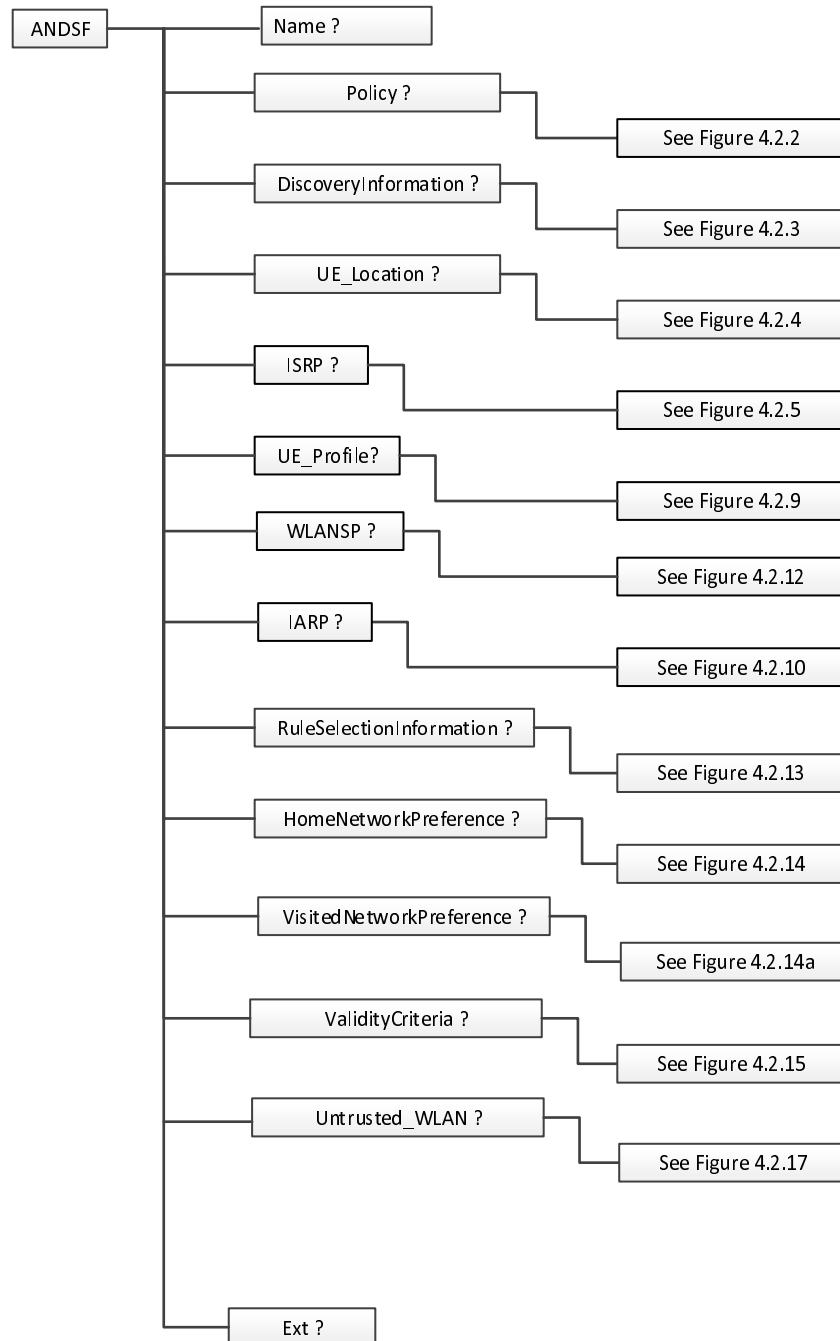 ANDSF
Name ?
Policy ?
See Figure 4.2.2
DiscoveryInformation ?
See Figure 4.2.3
UE_Location ?
See Figure 4.2.4
ISRP ?
See Figure 4.2.5
UE_Profile?
See Figure 4.2.9
WLANSP ?
See Figure 4.2.12
IARP ?
See Figure 4.2.10
RuleSelectionInformation ?
See Figure 4.2.13
HomeNetworkPreference ?
See Figure 4.2.14
VisitedNetworkPreference ?
See Figure 4.2.14a
ValidityCriteria ?
See Figure 4.2.15
Untrusted_WLAN ?
See Figure 4.2.17
Ext ?